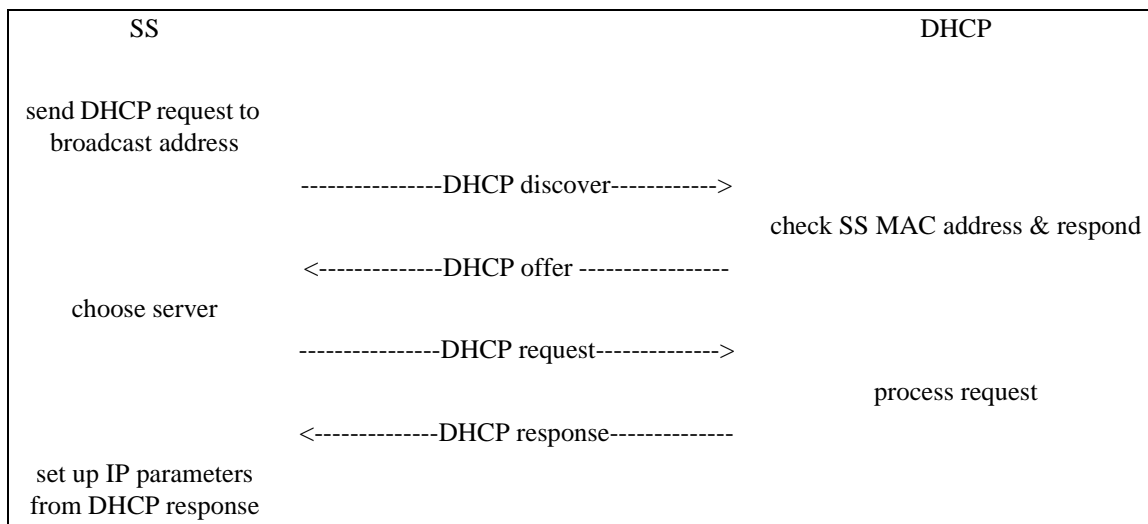 SS DHCP
send DHCP request to
broadcast address
----------------DHCP discover------------>
check SS MAC address & respond
<--------------DHCP offer -----------------
choose server
----------------DHCP request-------------->
process request
<--------------DHCP response--------------
set up IP parameters
from DHCP response